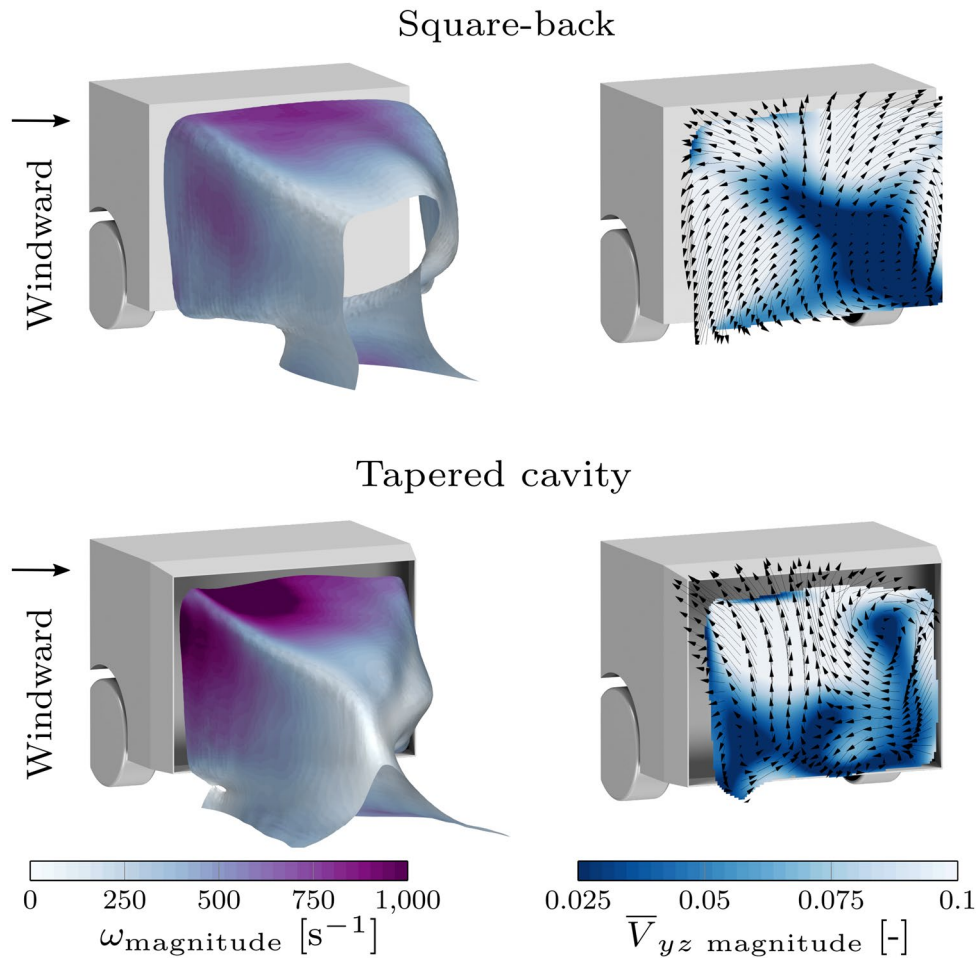 Square-back
Windward
Tapered cavity
Windward
0 250 500 750 1,000
ω magnitude [s⁻¹]
0.025 0.05 0.075 0.1
V̅ yz magnitude [-]